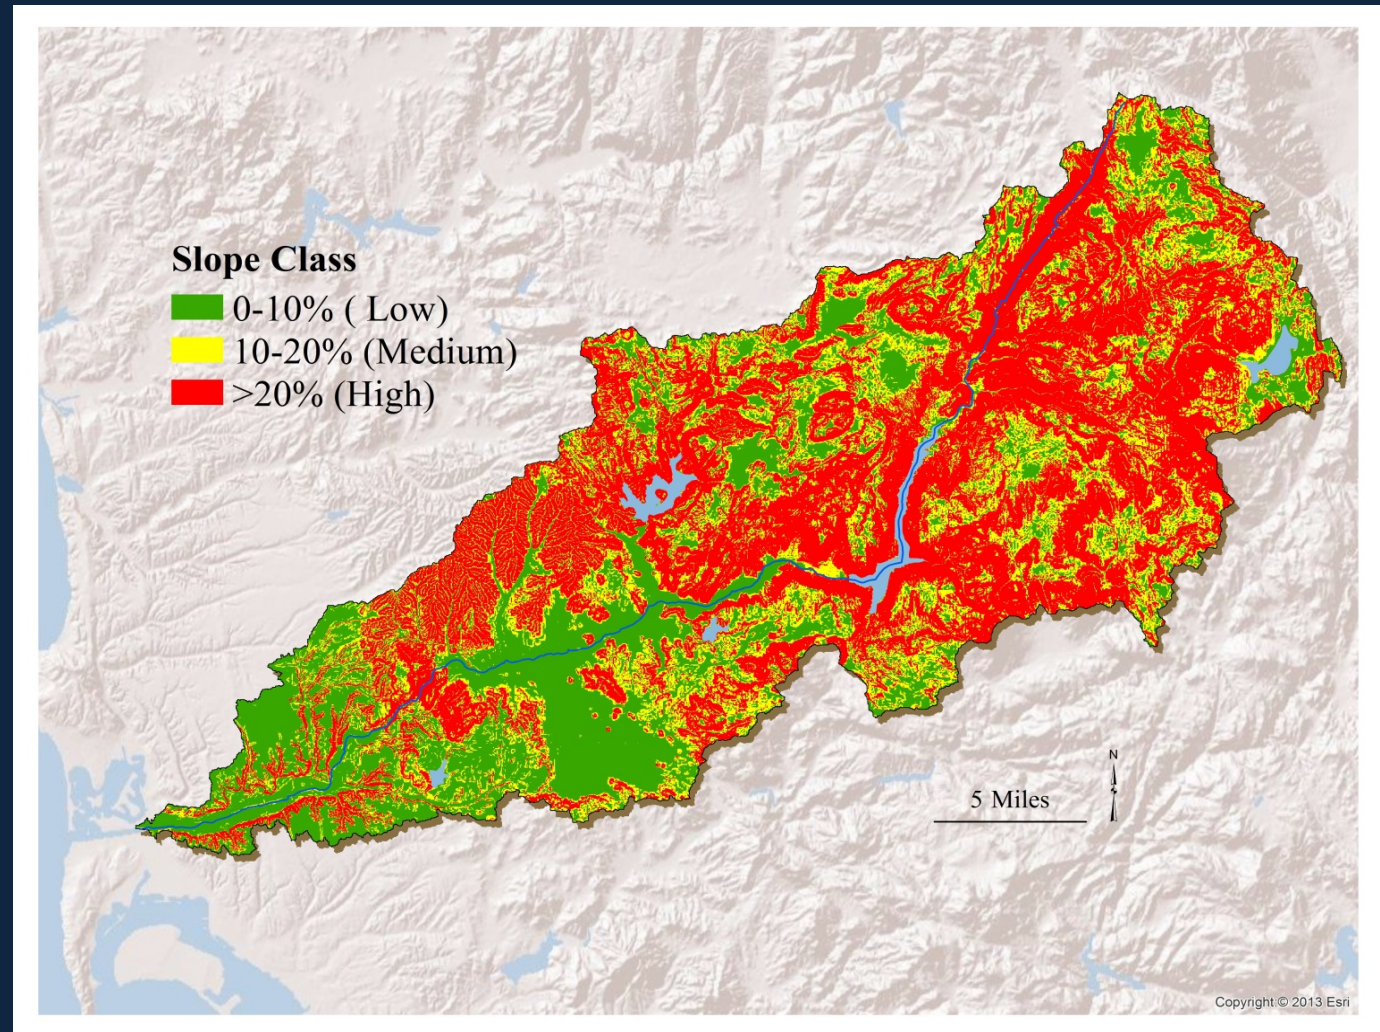 Slope Class
0-10% ( Low)
10-20% (Medium)
>20% (High)
N
5 Miles
Copyright:© 2013 Esri